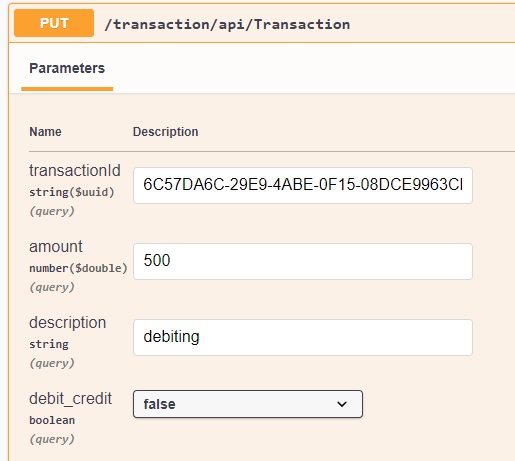 PUT /transaction/api/Transaction
Parameters
Name Description
transactionId
string($uuid)
(query)
6C57DA6C-29E9-4ABE-0F15-08DCE9963C
amount
number($double)
(query)
500
description
string
(query)
debiting
debit_credit
boolean
(query)
false